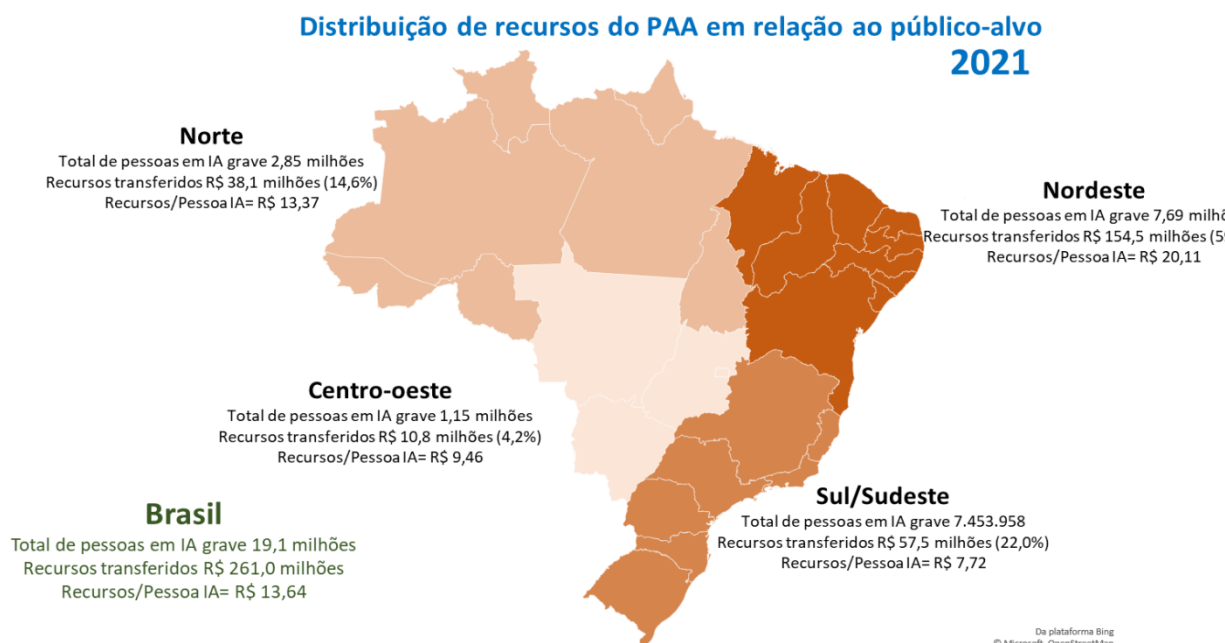 Distribuição de recursos do PAA em relação ao público-alvo
2021
Norte
Total de pessoas em IA grave 2,85 milhões
Recursos transferidos R$ 38,1 milhões (14,6%)
Recursos/Pessoa IA= R$ 13,37
Nordeste
Total de pessoas em IA grave 7,69
Recursos transferidos R$ 154,5 milhões
Recursos/Pessoa IA= R$ 20,11
Centro-oeste
Total de pessoas em IA grave 1,15 milhões
Recursos transferidos R$ 10,8 milhões (4,2%)
Recursos/Pessoa IA= R$ 9,46
Sul/Sudeste
Total de pessoas em IA grave 7.453.958
Recursos transferidos R$ 57,5 milhões (22,0%)
Recursos/Pessoa IA= R$ 7,72
Brasil
Total de pessoas em IA grave 19,1 milhões
Recursos transferidos R$ 261,0 milhões
Recursos/Pessoa IA= R$ 13,64
Da plataforma Bing
© Microsoft, OpenStreetMap